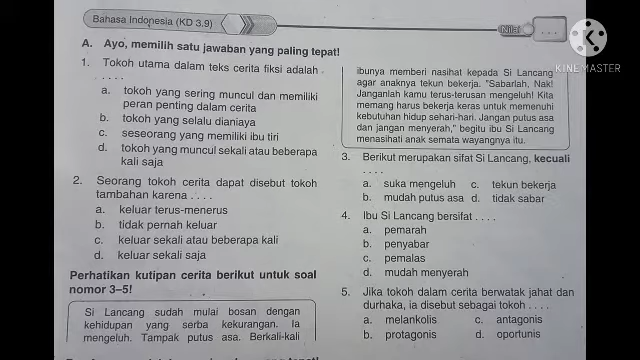 Bahasa Indonesia (KD 3.9)
Nilai
. . .
KINEMASTER
A. Ayo, memilih satu jawaban yang paling tepat!
1. Tokoh utama dalam teks cerita fiksi adalah
. . . .
a. tokoh yang sering muncul dan memiliki
peran penting dalam cerita
b. tokoh yang selalu dianiaya
c. seseorang yang memiliki ibu tiri
d. tokoh yang muncul sekali atau beberapa
kali saja
2. Seorang tokoh cerita dapat disebut tokoh
tambahan karena . . . .
a. keluar terus-menerus
b. tidak pernah keluar
c. keluar sekali atau beberapa kali
d. keluar sekali saja
Perhatikan kutipan cerita berikut untuk soal
nomor 3–5!
Si Lancang sudah mulai bosan dengan
kehidupan yang serba kekurangan. Ia
mengeluh. Tampak putus asa. Berkali-kali
ibunya memberi nasihat kepada Si Lancang
agar anaknya tekun bekerja. "Sabarlah, Nak!
Janganlah kamu terus-terusan mengeluh! Kita
memang harus bekerja keras untuk memenuhi
kebutuhan hidup sehari-hari. Jangan putus asa
dan jangan menyerah," begitu ibu Si Lancang
menasihati anak semata wayangnya itu.
3. Berikut merupakan sifat Si Lancang, kecuali
. . . .
a. suka mengeluh c. tekun bekerja
b. mudah putus asa d. tidak sabar
4. Ibu Si Lancang bersifat . . . .
a. pemarah
b. penyabar
c. pemalas
d. mudah menyerah
5. Jika tokoh dalam cerita berwatak jahat dan
durhaka, ia disebut sebagai tokoh . . . .
a. melankolis c. antagonis
b. protagonis d. oportunis